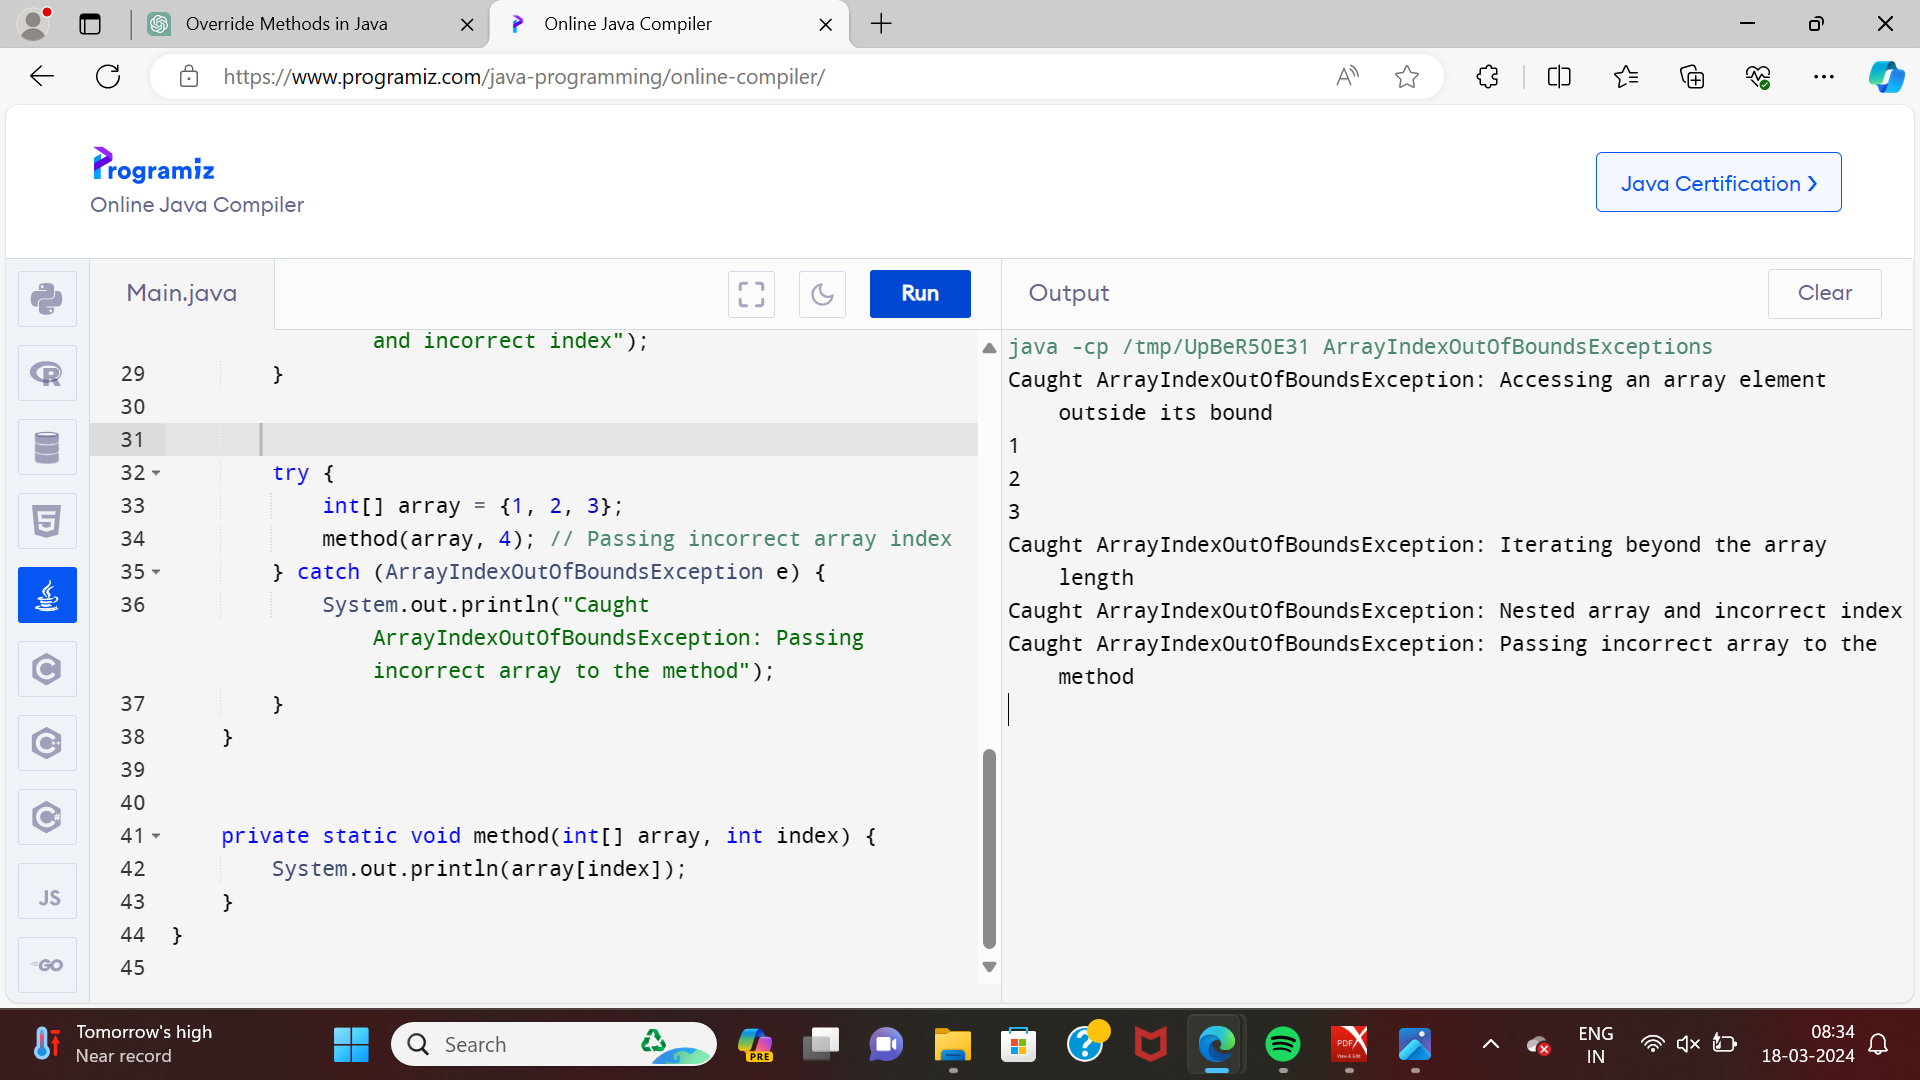 Override Methods in Java
Online Java Compiler
https://www.programiz.com/java-programming/online-compiler/
Programiz
Online Java Compiler
Java Certification ❯
Main.java
Run
Output
Clear
and incorrect index");
29 }
30
31
32 try {
33 int[] array = {1, 2, 3};
34 method(array, 4); // Passing incorrect array index
35 } catch (ArrayIndexOutOfBoundsException e) {
36 System.out.println("Caught
ArrayIndexOutOfBoundsException: Passing
incorrect array to the method");
37 }
38 }
39
40
41 private static void method(int[] array, int index) {
42 System.out.println(array[index]);
43 }
44 }
45
java -cp /tmp/UpBeR5OE31 ArrayIndexOutOfBoundsExceptions
Caught ArrayIndexOutOfBoundsException: Accessing an array element
outside its bound
1
2
3
Caught ArrayIndexOutOfBoundsException: Iterating beyond the array
length
Caught ArrayIndexOutOfBoundsException: Nested array and incorrect index
Caught ArrayIndexOutOfBoundsException: Passing incorrect array to the
method
R
5
C
C++
C#
JS
GO
Tomorrow's high
Near record
Search
PRE
PDF
View & Edit
ENG
IN
08:34
18-03-2024